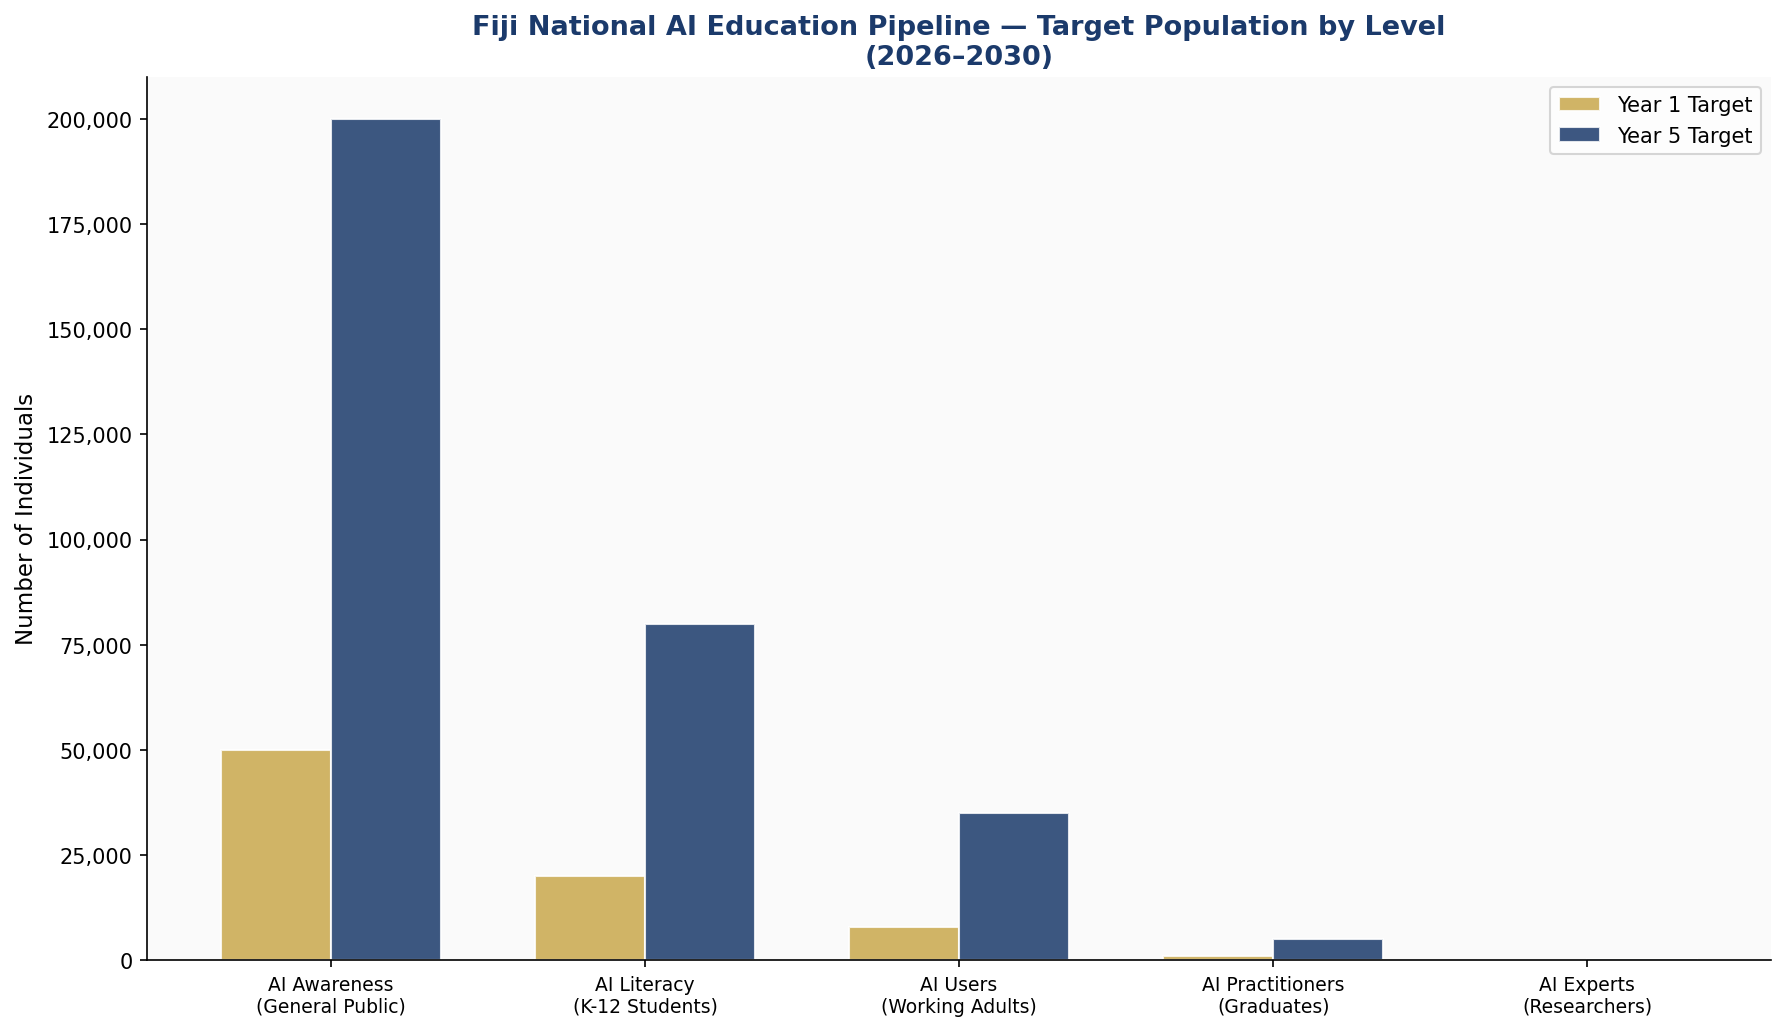 Fiji National AI Education Pipeline — Target Population by Level
(2026–2030)
Year 1 Target
Year 5 Target
Number of Individuals
200,000
175,000
150,000
125,000
100,000
75,000
50,000
25,000
0
AI Awareness
(General Public)
AI Literacy
(K-12 Students)
AI Users
(Working Adults)
AI Practitioners
(Graduates)
AI Experts
(Researchers)